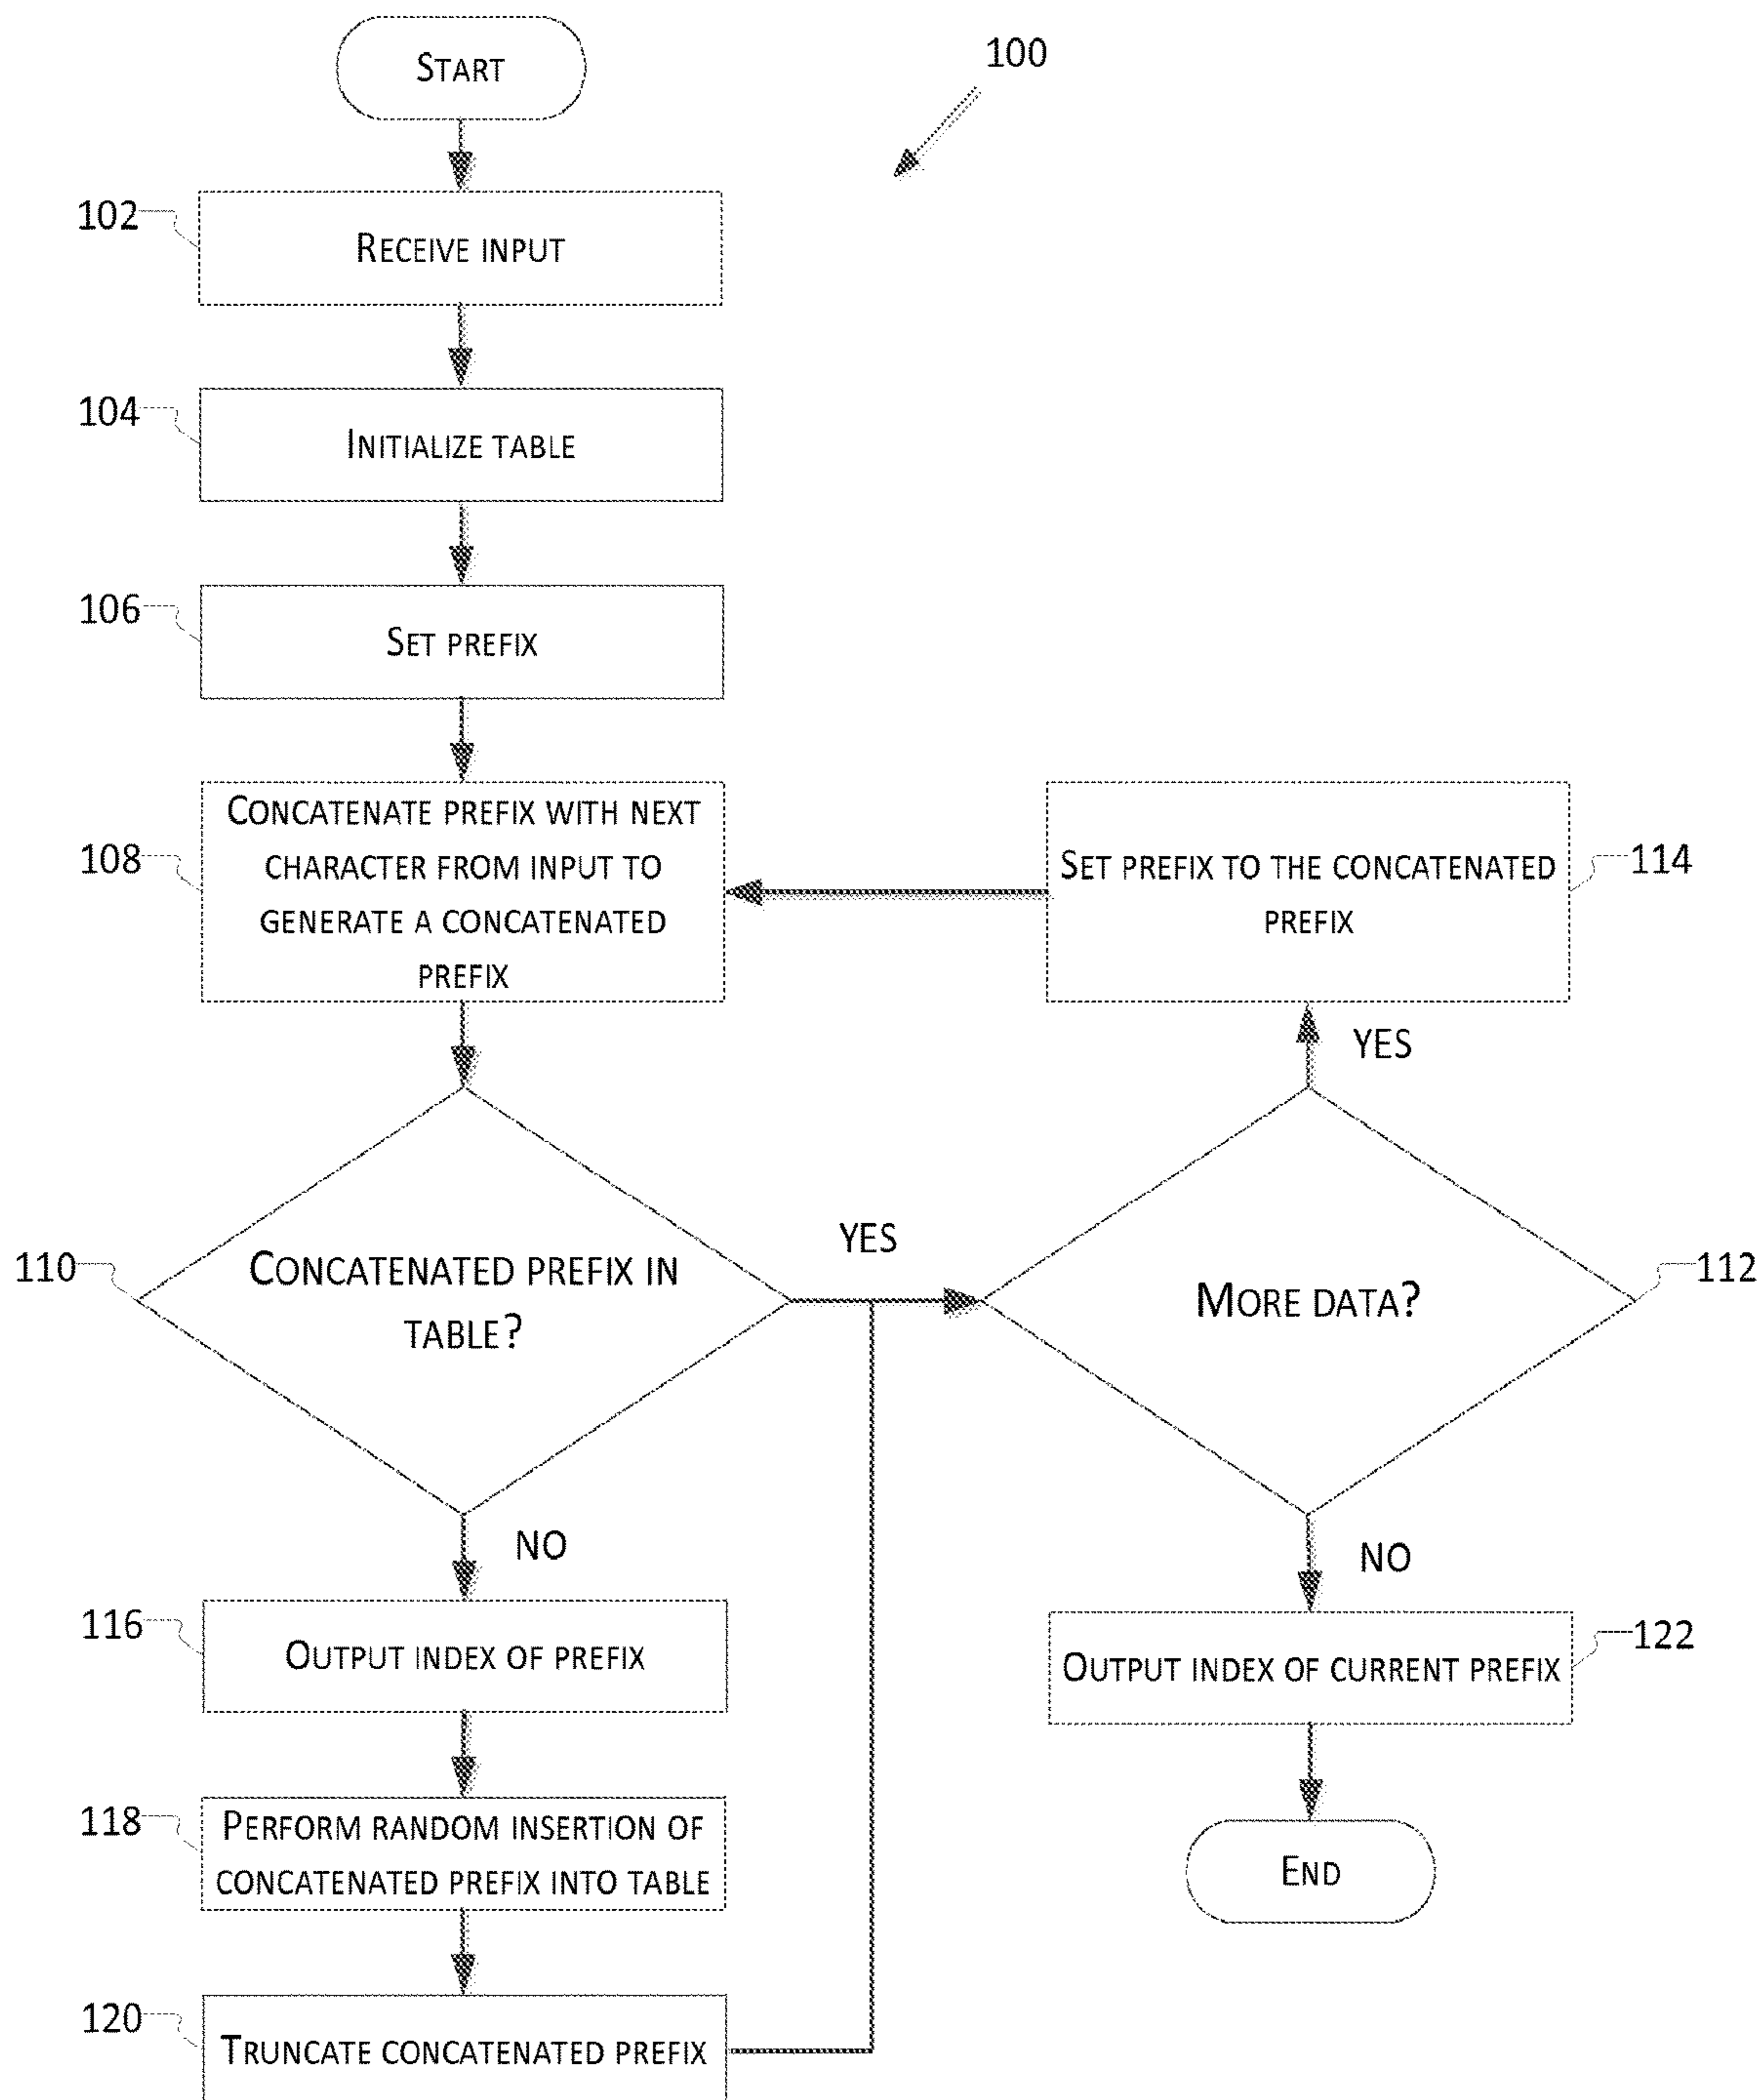 START
100
102
RECEIVE INPUT
104
INITIALIZE TABLE
106
SET PREFIX
108
CONCATENATE PREFIX WITH NEXT
CHARACTER FROM INPUT TO
GENERATE A CONCATENATED
PREFIX
SET PREFIX TO THE CONCATENATED
PREFIX
114
YES
110
CONCATENATED PREFIX IN
TABLE?
YES
MORE DATA?
112
NO
NO
116
OUTPUT INDEX OF PREFIX
OUTPUT INDEX OF CURRENT PREFIX
122
118
PERFORM RANDOM INSERTION OF
CONCATENATED PREFIX INTO TABLE
END
120
TRUNCATE CONCATENATED PREFIX